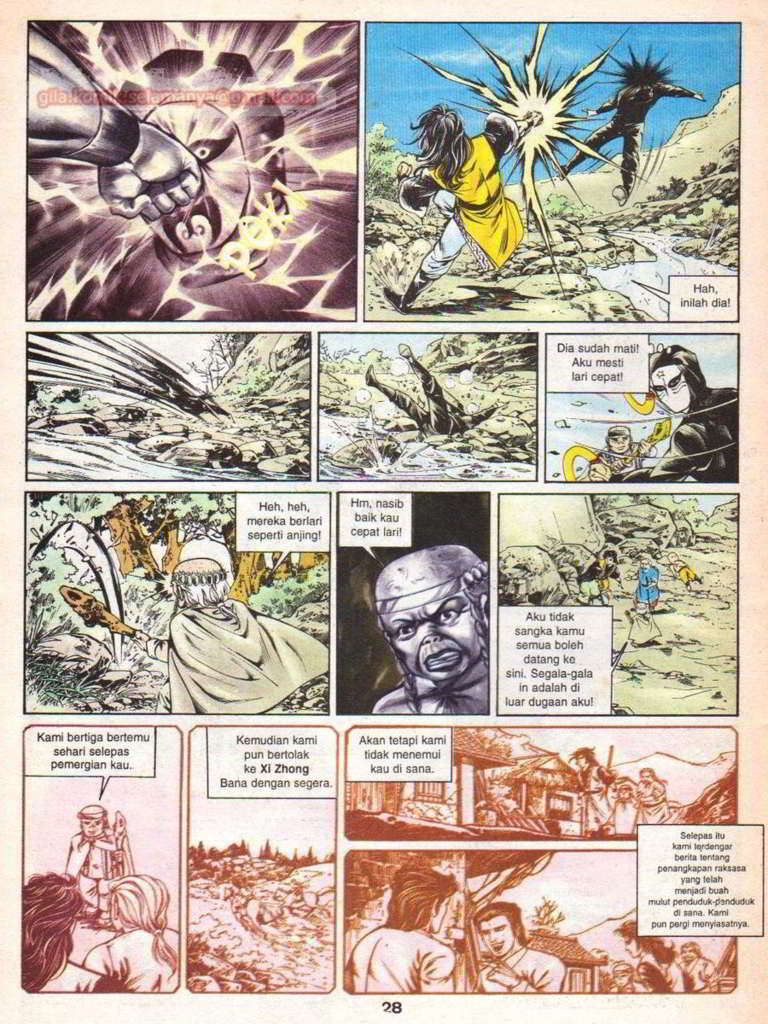 gila.komik.selamanya@gmail.com
Hah,
inilah dia!
Dia sudah mati!
Aku mesti
lari cepat!
Heh, heh,
mereka berlari
seperti anjing!
Hm, nasib
baik kau
cepat lari!
Aku tidak
sangka kamu
semua boleh
datang ke
sini. Segala-gala
in adalah di
luar dugaan aku!
Kami bertiga bertemu
sehari selepas
pemergian kau.
Kemudian kami
pun bertolak
ke Xi Zhong
Bana dengan segera.
Akan tetapi kami
tidak menemui
kau di sana.
Selepas itu
kami terdengar
berita tentang
penangkapan raksasa
yang telah
menjadi buah
mulut penduduk-penduduk
di sana. Kami
pun pergi menyiasatnya.
28